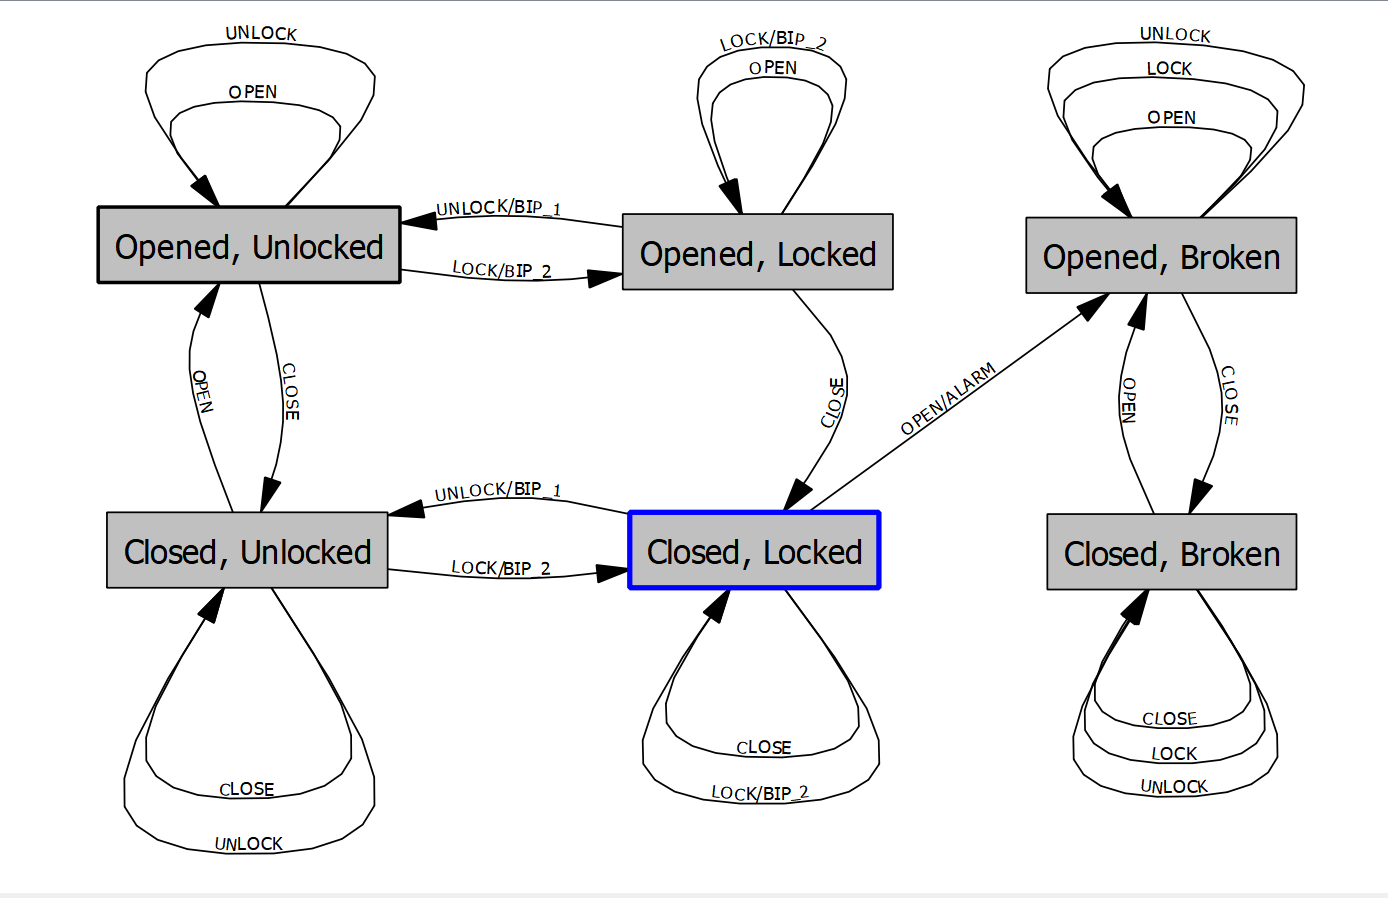 UNLOCK
OPEN
LOCK/BIP_2
OPEN
UNLOCK
LOCK
OPEN
Opened, Unlocked
UNLOCK/BIP_1
LOCK/BIP_2
Opened, Locked
Opened, Broken
OPEN
CLOSE
CLOSE
OPEN/ALARM
OPEN
CLOSE
Closed, Unlocked
UNLOCK/BIP_1
LOCK/BIP_2
Closed, Locked
Closed, Broken
CLOSE
UNLOCK
CLOSE
LOCK/BIP_2
CLOSE
LOCK
UNLOCK